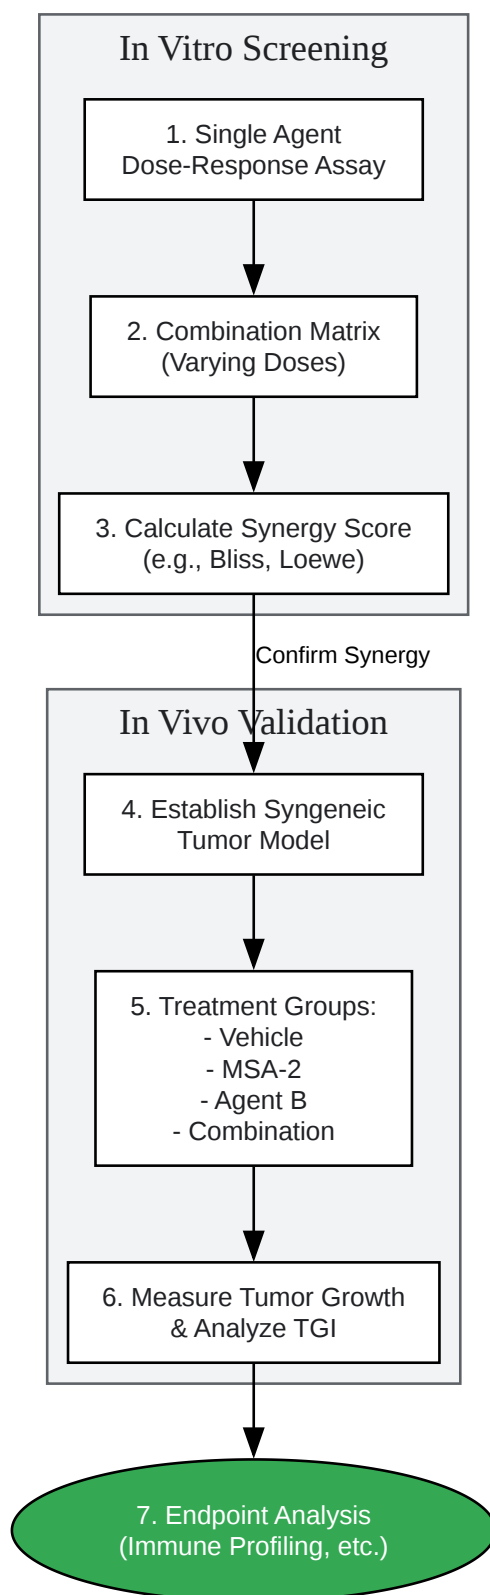 In Vitro Screening
1. Single Agent
Dose-Response Assay
2. Combination Matrix
(Varying Doses)
3. Calculate Synergy Score
(e.g., Bliss, Loewe)
Confirm Synergy
In Vivo Validation
4. Establish Syngeneic
Tumor Model
5. Treatment Groups:
- Vehicle
- MSA-2
- Agent B
- Combination
6. Measure Tumor Growth
& Analyze TGI
7. Endpoint Analysis
(Immune Profiling, etc.)